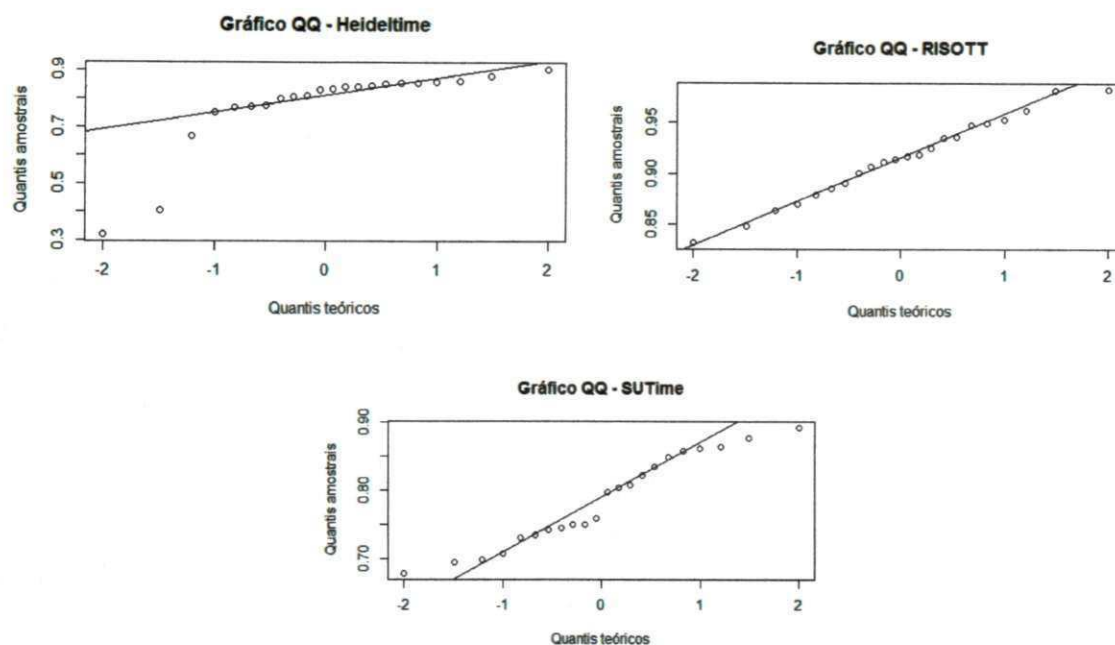 Gráfico QQ - Heideltime
Quantis amostrais
0.9
0.7
0.5
0.3
-2 -1 0 1 2
Quantis teóricos
Gráfico QQ - RISOTT
Quantis amostrais
0.95
0.90
0.85
-2 -1 0 1 2
Quantis teóricos
Gráfico QQ - SUTime
Quantis amostrais
0.90
0.80
0.70
-2 -1 0 1 2
Quantis teóricos